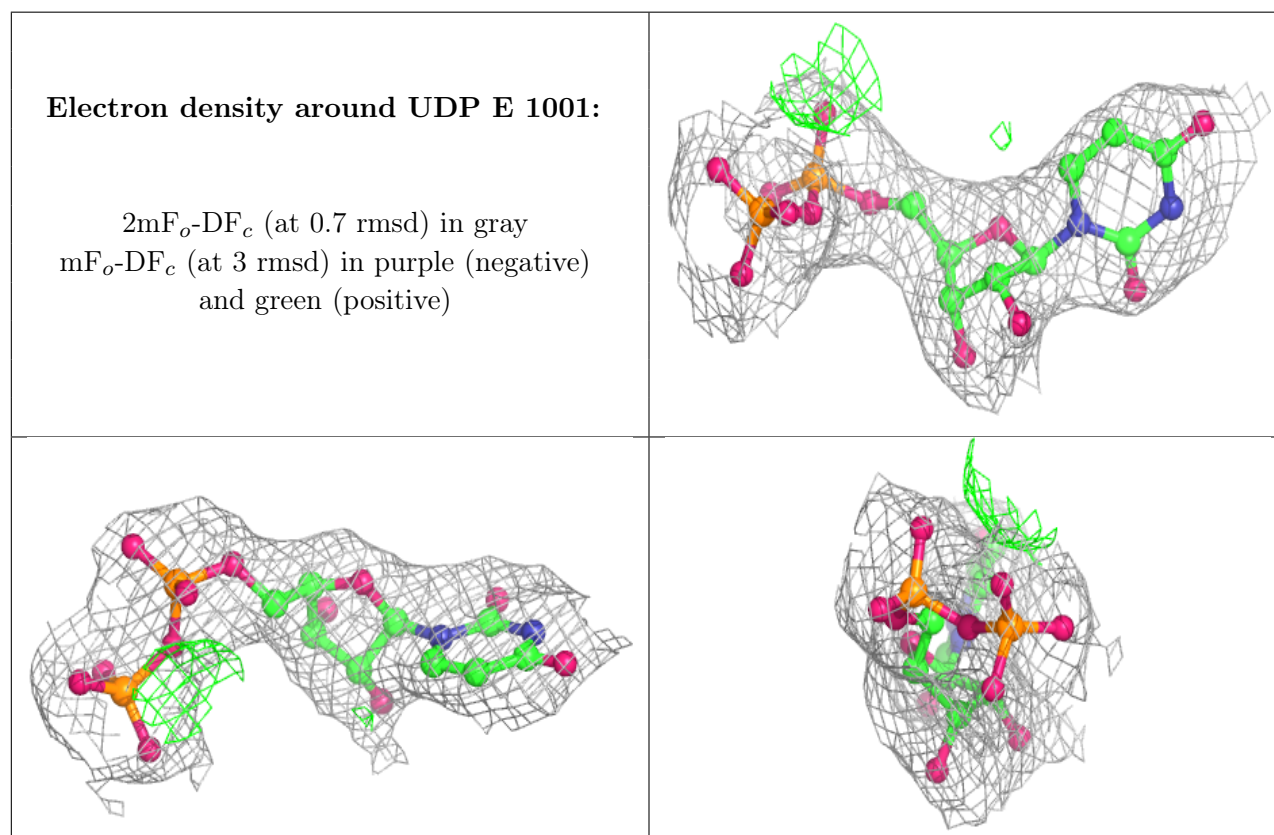 Electron density around UDP E 1001:
2mFo-DFc (at 0.7 rmsd) in gray
mFo-DFc (at 3 rmsd) in purple (negative)
and green (positive)